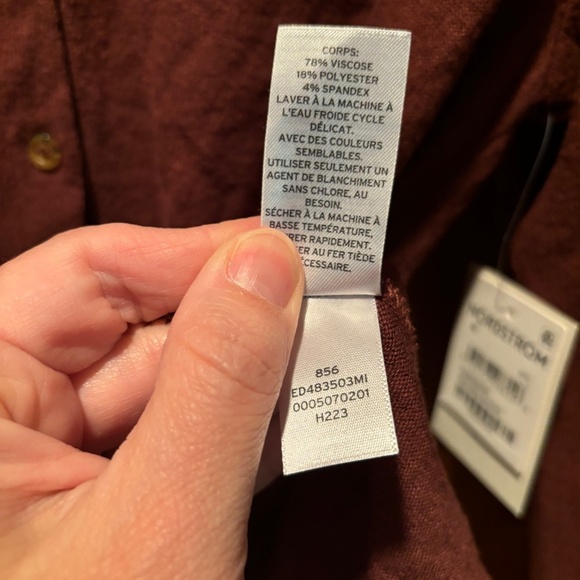 CORPS:
78% VISCOSE
18% POLYESTER
4% SPANDEX
LAVER À LA MACHINE À
L'EAU FROIDE CYCLE
DÉLICAT.
AVEC DES COULEURS
SEMBLABLES.
UTILISER SEULEMENT UN
AGENT DE BLANCHIMENT
SANS CHLORE, AU
BESOIN.
SÉCHER À LA MACHINE À
BASSE TEMPÉRATURE,
RAPIDEMENT.
AU FER TIÈDE
856
ED483503MI
0005070201
H223
NORDSTROM